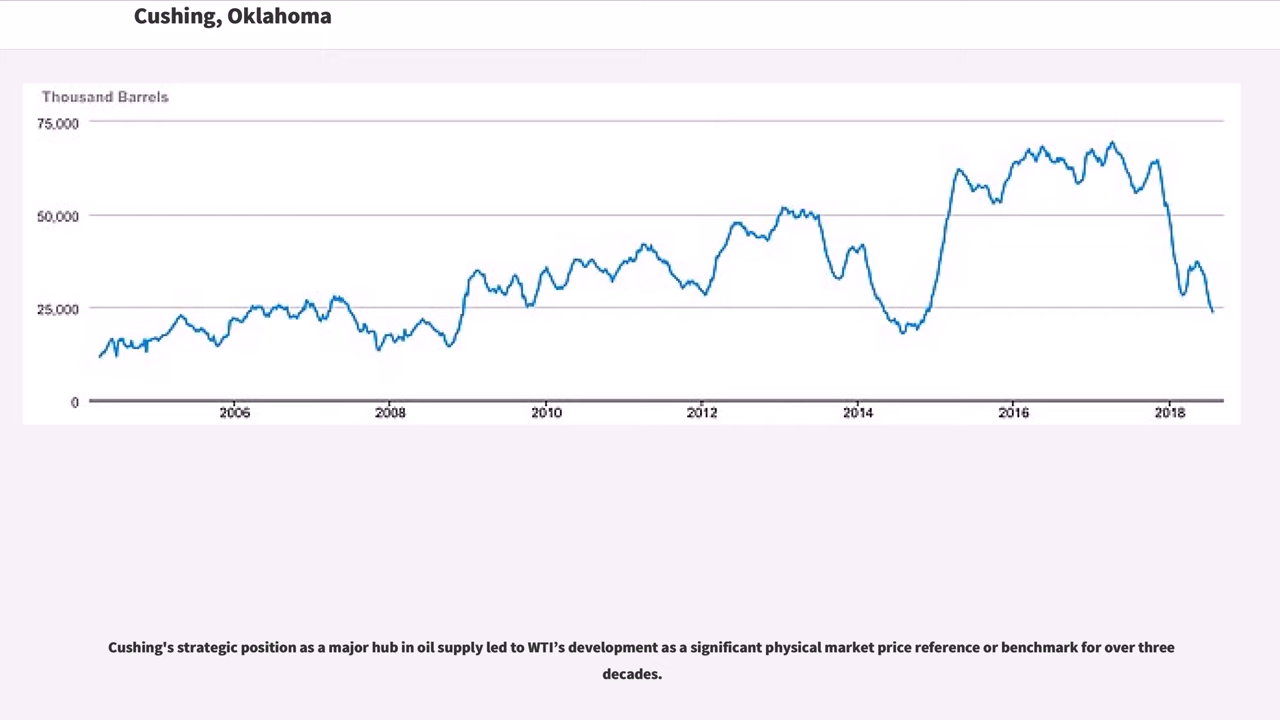 Cushing, Oklahoma
Thousand Barrels
75,000
50,000
25,000
0
2006 2008 2010 2012 2014 2016 2018
Cushing's strategic position as a major hub in oil supply led to WTI’s development as a significant physical market price reference or benchmark for over three
decades.